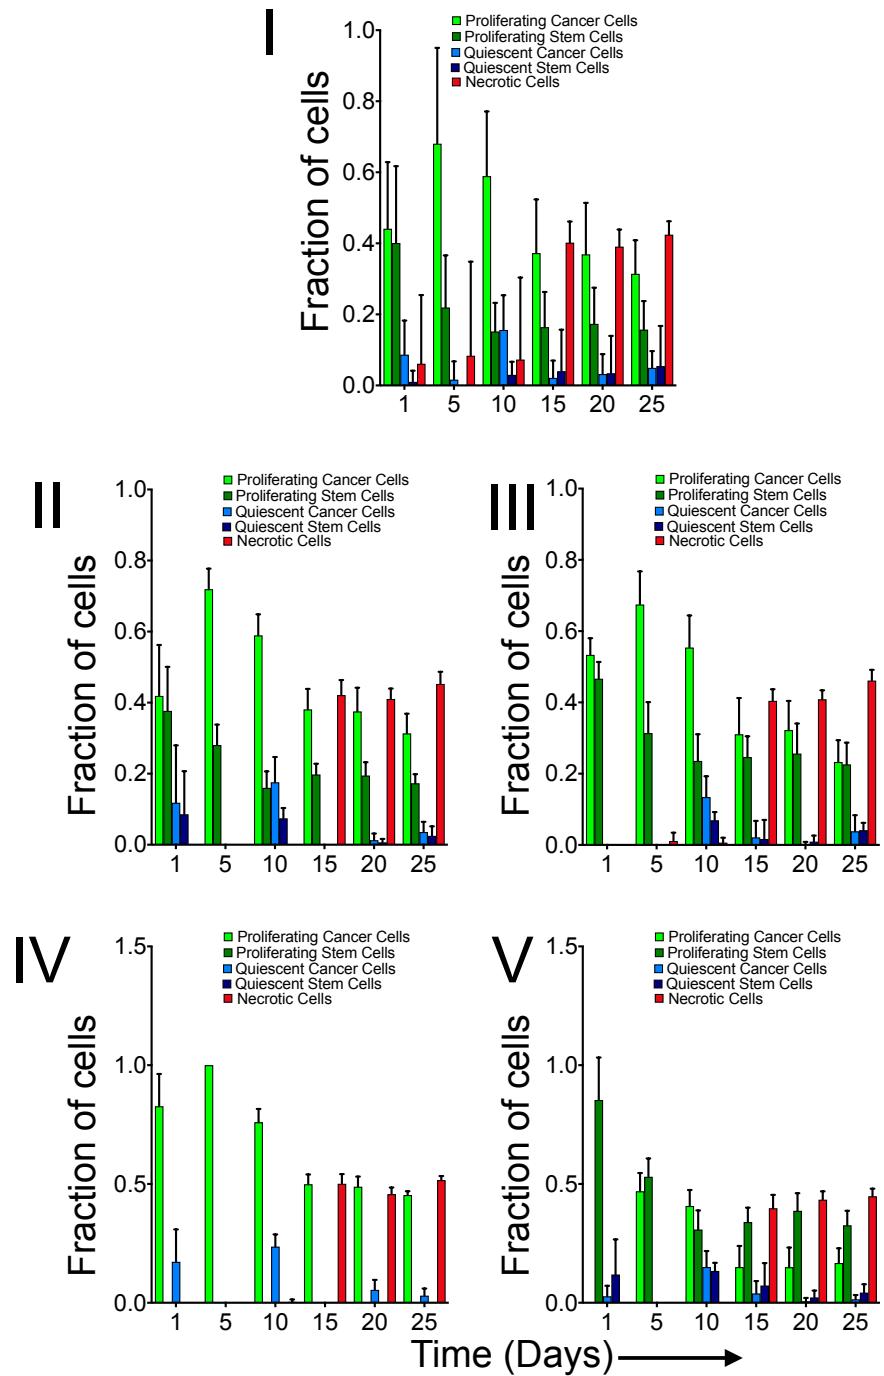 I
Proliferating Cancer Cells
Proliferating Stem Cells
Quiescent Cancer Cells
Quiescent Stem Cells
Necrotic Cells
Fraction of cells
1.0
0.8
0.6
0.4
0.2
0.0
1 5 10 15 20 25
II
Proliferating Cancer Cells
Proliferating Stem Cells
Quiescent Cancer Cells
Quiescent Stem Cells
Necrotic Cells
Fraction of cells
1.0
0.8
0.6
0.4
0.2
0.0
1 5 10 15 20 25
III
Proliferating Cancer Cells
Proliferating Stem Cells
Quiescent Cancer Cells
Quiescent Stem Cells
Necrotic Cells
Fraction of cells
1.0
0.8
0.6
0.4
0.2
0.0
1 5 10 15 20 25
IV
Proliferating Cancer Cells
Proliferating Stem Cells
Quiescent Cancer Cells
Quiescent Stem Cells
Necrotic Cells
Fraction of cells
1.5
1.0
0.5
0.0
1 5 10 15 20 25
V
Proliferating Cancer Cells
Proliferating Stem Cells
Quiescent Cancer Cells
Quiescent Stem Cells
Necrotic Cells
Fraction of cells
1.5
1.0
0.5
0.0
1 5 10 15 20 25
Time (Days)